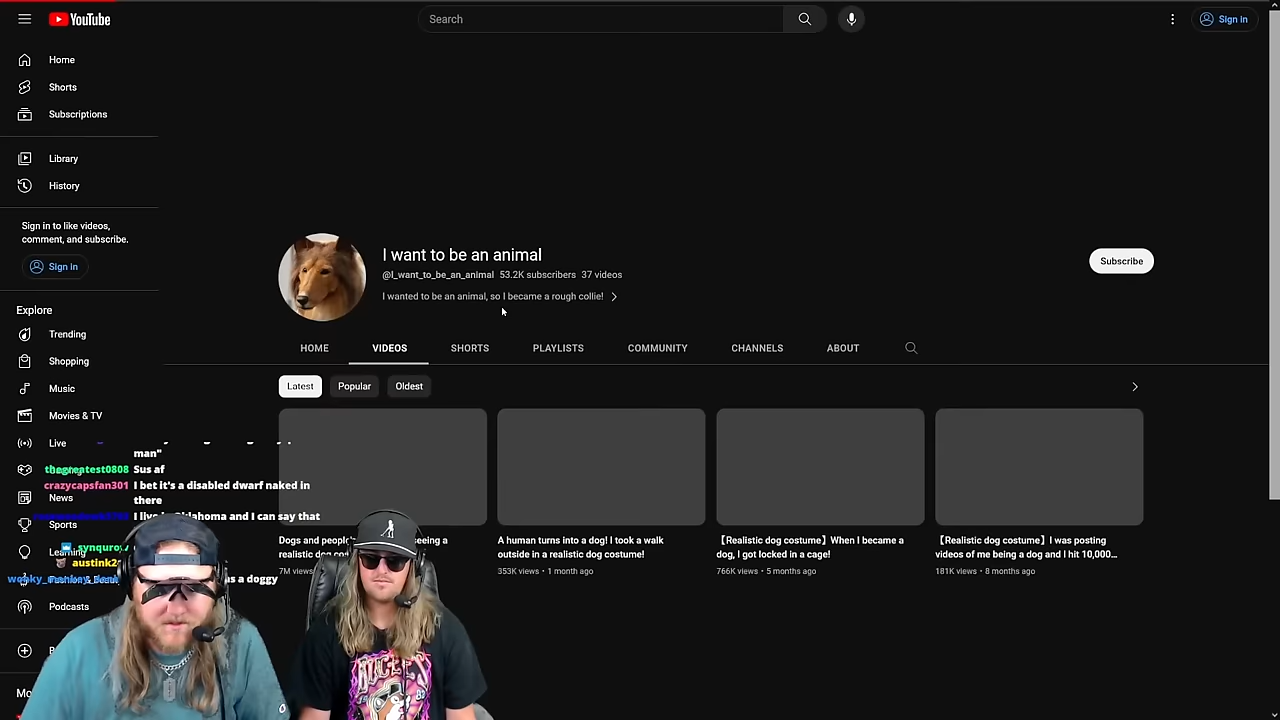 YouTube
Search
Sign in
Home
Shorts
Subscriptions
Library
History
Sign in to like videos,
comment, and subscribe.
Sign in
Explore
Trending
Shopping
Music
Movies & TV
Live
News
Sports
Podcasts
I want to be an animal
@I_want_to_be_an_animal 53.2K subscribers 37 videos
I wanted to be an animal, so I became a rough collie!
Subscribe
HOME
VIDEOS
SHORTS
PLAYLISTS
COMMUNITY
CHANNELS
ABOUT
Latest
Popular
Oldest
Dogs and people's seeing a
realistic dog
7M views
A human turns into a dog! I took a walk
outside in a realistic dog costume!
353K views • 1 month ago
【Realistic dog costume】When I became a
dog, I got locked in a cage!
766K views • 5 months ago
【Realistic dog costume】I was posting
videos of me being a dog and I hit 10,000...
181K views • 8 months ago
man"
thegreatest0808 Sus af
crazycapsfan301 I bet it's a disabled dwarf naked in
there
I live in Oklahoma and I can say that
as a doggy